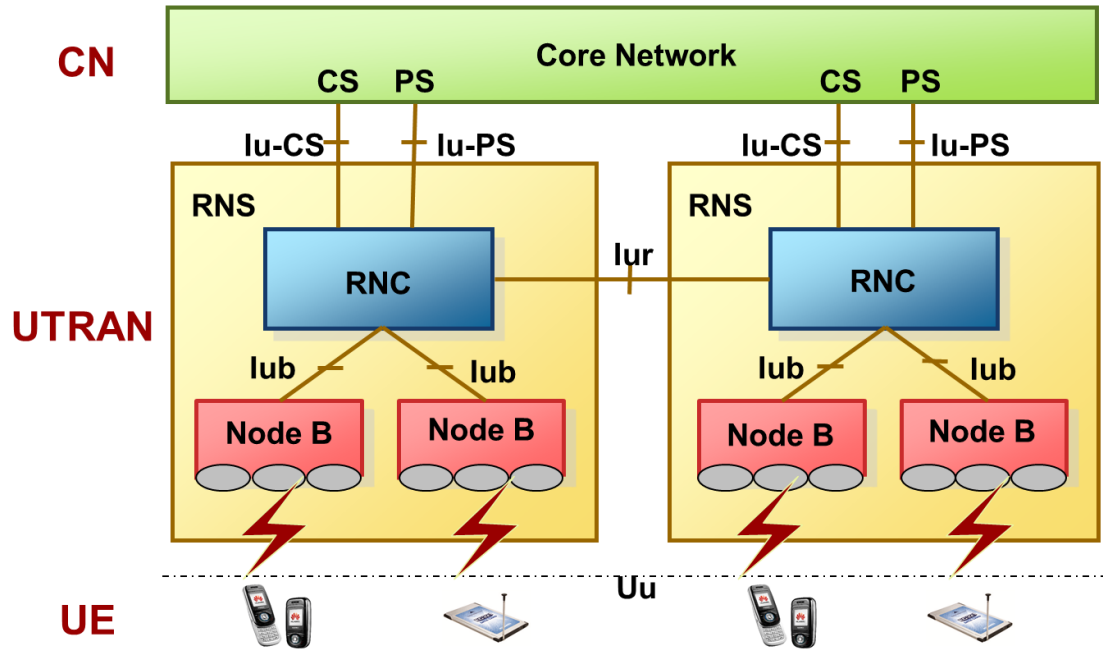 CN
Core Network
CS PS CS PS
Iu-CS Iu-PS Iu-CS Iu-PS
RNS RNS
Iur
RNC RNC
UTRAN
Iub Iub Iub Iub
Node B Node B Node B Node B
Uu
UE